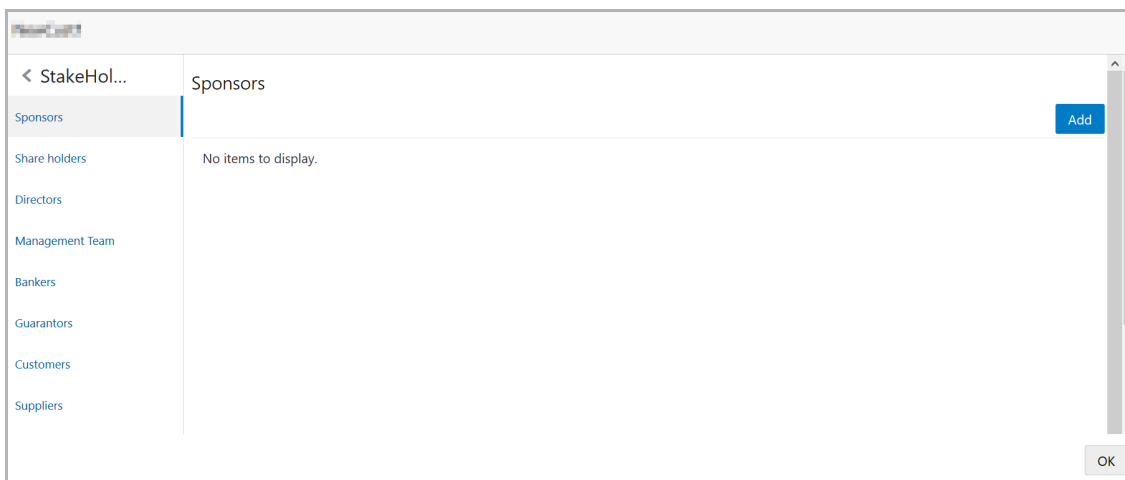 StakeHol...
Sponsors
Share holders
Directors
Management Team
Bankers
Guarantors
Customers
Suppliers
Sponsors
Add
No items to display.
OK